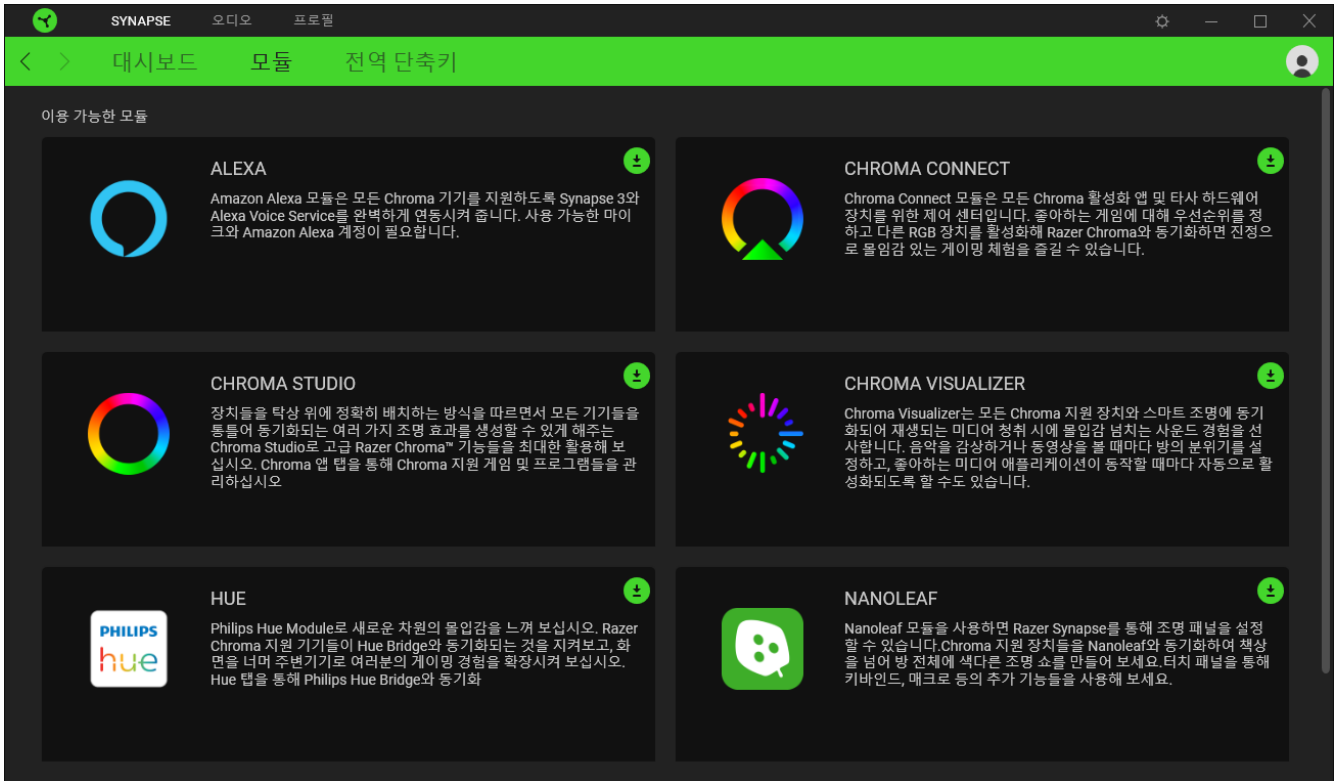 SYNAPSE 오디오 프로필
대시보드 모듈 전역 단축키
이용 가능한 모듈
ALEXA
Amazon Alexa 모듈은 모든 Chroma 기기를 지원하도록 Synapse 3와
Alexa Voice Service를 완벽하게 연동시켜 줍니다. 사용 가능한 마이
크와 Amazon Alexa 계정이 필요합니다.
CHROMA CONNECT
Chroma Connect 모듈은 모든 Chroma 활성화 앱 및 타사 하드웨어
장치를 위한 제어 센터입니다. 좋아하는 게임에 대해 우선순위를 정
하고 다른 RGB 장치를 활성화해 Razer Chroma와 동기화하면 진정으
로 몰입감 있는 게이밍 체험을 즐길 수 있습니다.
CHROMA STUDIO
장치들을 탁상 위에 정확히 배치하는 방식을 따르면서 모든 기기들을
통틀어 동기화되는 여러 가지 조명 효과를 생성할 수 있게 해주는
Chroma Studio로 고급 Razer Chroma™ 기능들을 최대한 활용해 보
십시오. Chroma 앱 탭을 통해 Chroma 지원 게임 및 프로그램들을 관
리하십시오
CHROMA VISUALIZER
Chroma Visualizer는 모든 Chroma 지원 장치와 스마트 조명에 동기
화되어 재생되는 미디어 청취 시에 몰입감 넘치는 사운드 경험을 선
사합니다. 음악을 감상하거나 동영상을 볼 때마다 방의 분위기를 설
정하고, 좋아하는 미디어 애플리케이션이 동작할 때마다 자동으로 활
성화되도록 할 수도 있습니다.
PHILIPS
hue
HUE
Philips Hue Module로 새로운 차원의 몰입감을 느껴 보십시오. Razer
Chroma 지원 기기들이 Hue Bridge와 동기화되는 것을 지켜보고, 화
면을 너머 주변기기로 여러분의 게이밍 경험을 확장시켜 보십시오.
Hue 탭을 통해 Philips Hue Bridge와 동기화
NANOLEAF
Nanoleaf 모듈을 사용하면 Razer Synapse를 통해 조명 패널을 설정
할 수 있습니다.Chroma 지원 장치들을 Nanoleaf와 동기화하여 책상
을 넘어 방 전체에 색다른 조명 쇼를 만들어 보세요.터치 패널을 통해
키바인드, 매크로 등의 추가 기능들을 사용해 보세요.